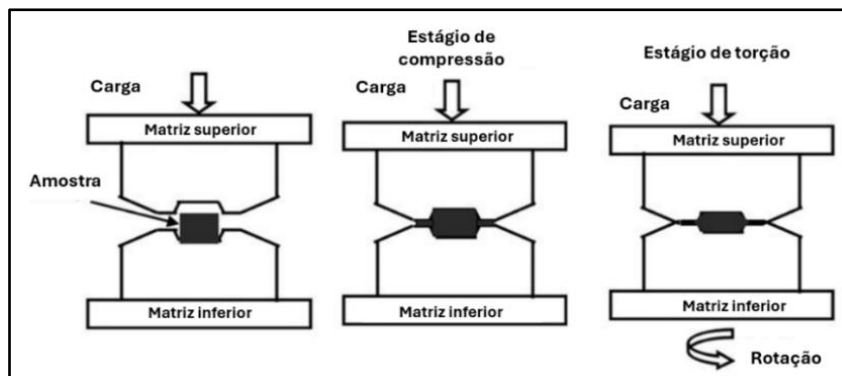 Carga
Matriz superior
Amostra
Matriz inferior
Estágio de
compressão
Carga
Matriz superior
Matriz inferior
Estágio de torção
Carga
Matriz superior
Matriz inferior
Rotação